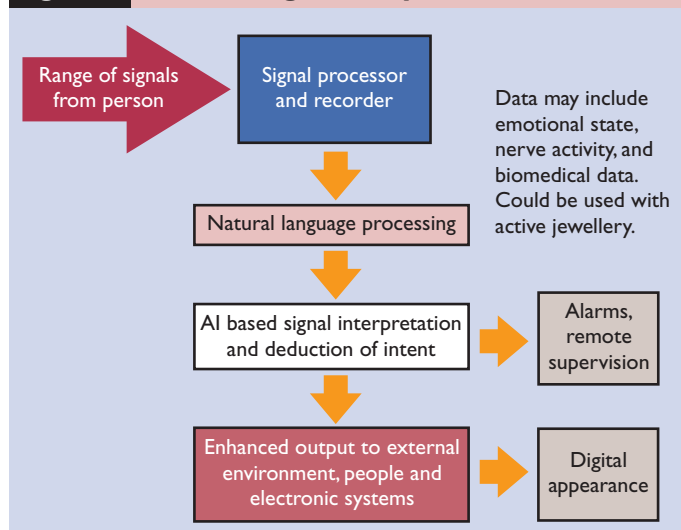 Range of signals
from person
Signal processor
and recorder
Data may include
emotional state,
nerve activity, and
biomedical data.
Could be used with
active jewellery.
Natural language processing
AI based signal interpretation
and deduction of intent
Alarms,
remote
supervision
Enhanced output to external
environment, people and
electronic systems
Digital
appearance